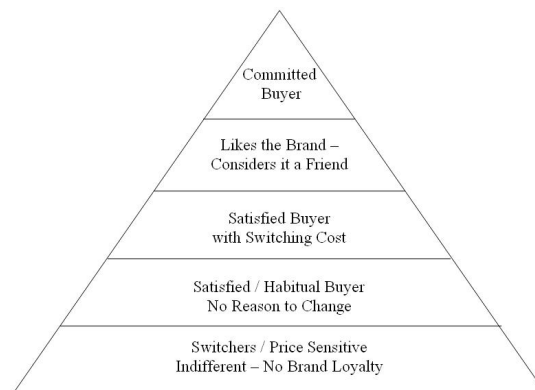 Committed
Buyer
Likes the Brand –
Considers it a Friend
Satisfied Buyer
with Switching Cost
Satisfied / Habitual Buyer
No Reason to Change
Switchers / Price Sensitive
Indifferent – No Brand Loyalty